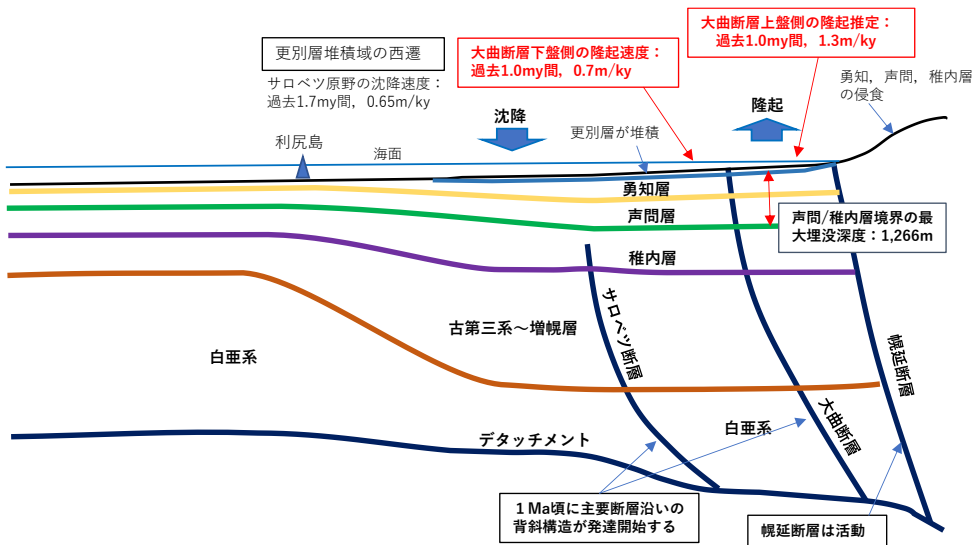 更別層堆積域の西遷
サロベツ原野の沈降速度：
過去1.7my間，0.65m/ky
大曲断層下盤側の隆起速度：
過去1.0my間，0.7m/ky
大曲断層上盤側の隆起推定：
過去1.0my間，1.3m/ky
勇知，声問，稚内層
の侵食
沈降
隆起
利尻島
海面
更別層が堆積
勇知層
声問層
声問/稚内層境界の最
大埋没深度：1,266m
稚内層
サロベツ断層
古第三系～増幌層
白亜系
幌延断層
大曲断層
白亜系
デタッチメント
１Ma頃に主要断層沿いの
背斜構造が発達開始する
幌延断層は活動